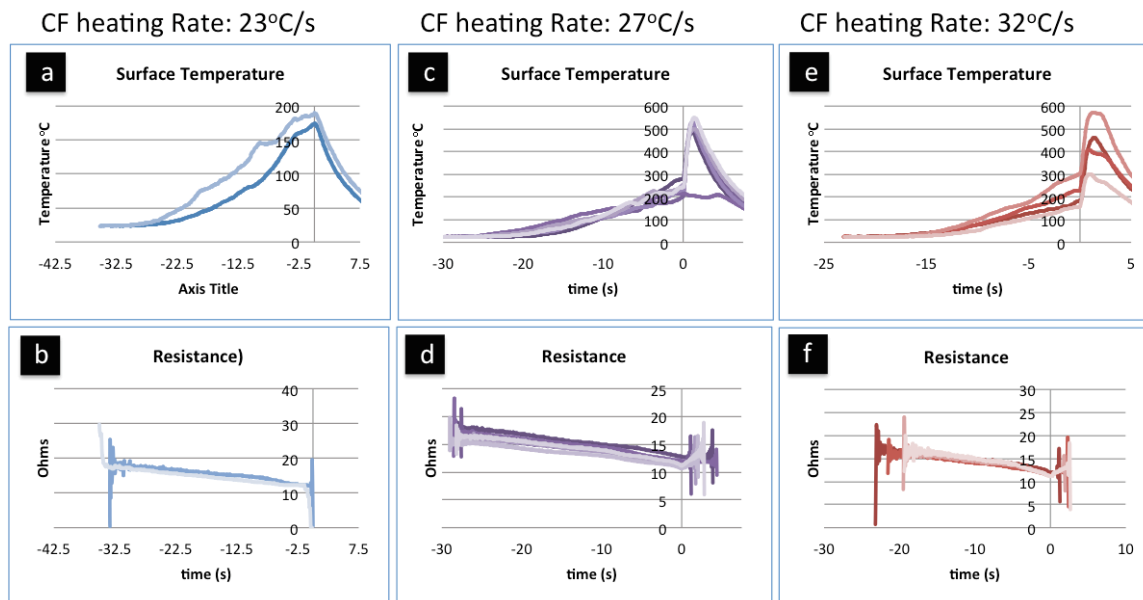 CF heating Rate: 23°C/s
CF heating Rate: 27°C/s
CF heating Rate: 32°C/s
a
Surface Temperature
Temperature °C
200
150
100
50
0
-42.5 -32.5 -22.5 -12.5 -2.5 7.5
Axis Title
c
Surface Temperature
Temperature °C
600
500
400
300
200
100
0
-30 -20 -10 0
time (s)
e
Surface Temperature
Temperature °C
600
500
400
300
200
100
0
-25 -15 -5 5
time (s)
b
Resistance)
Ohms
40
30
20
10
0
-42.5 -32.5 -22.5 -12.5 -2.5 7.5
time (s)
d
Resistance
Ohms
25
20
15
10
5
0
-30 -20 -10 0
time (s)
f
Resistance
Ohms
30
25
20
15
10
5
0
-30 -20 -10 0 10
time (s)